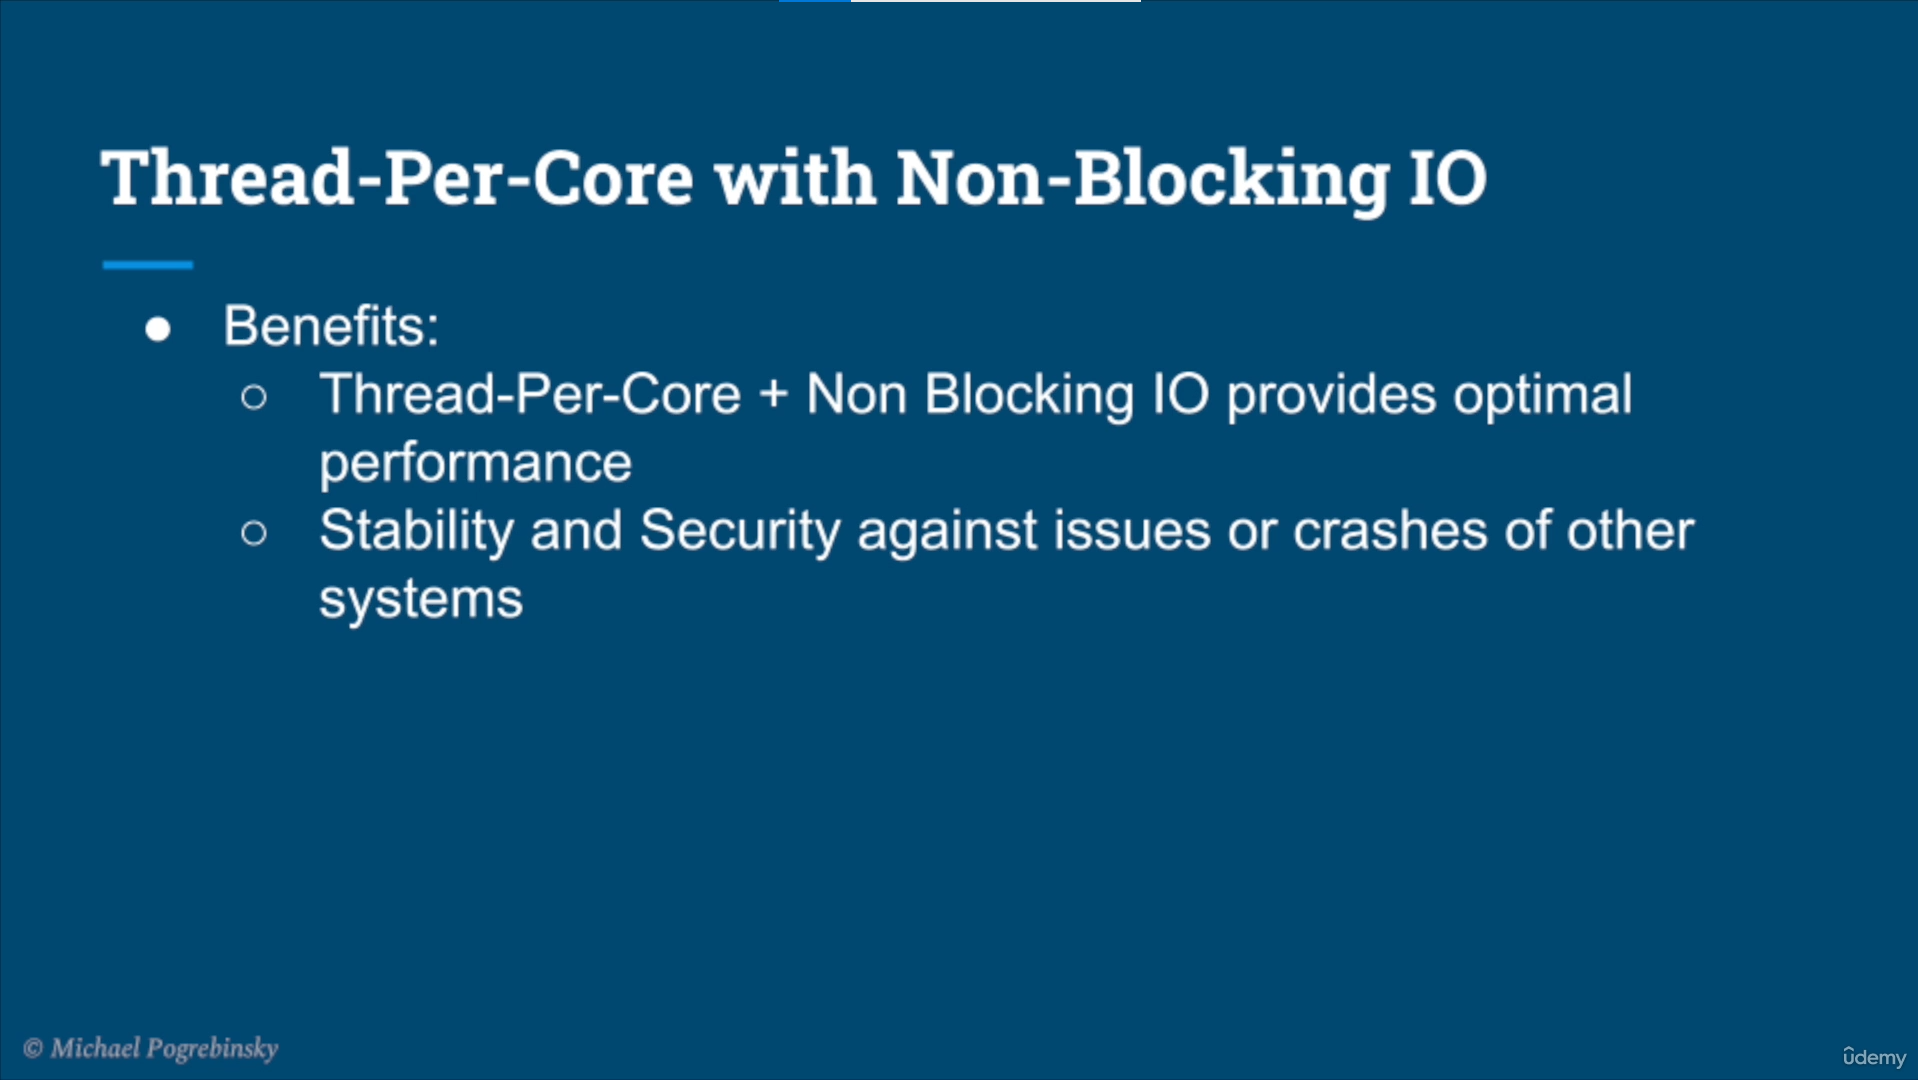 Thread-Per-Core with Non-Blocking IO
● Benefits:
○ Thread-Per-Core + Non Blocking IO provides optimal
performance
○ Stability and Security against issues or crashes of other
systems
© Michael Pogrebinsky
ûdemy